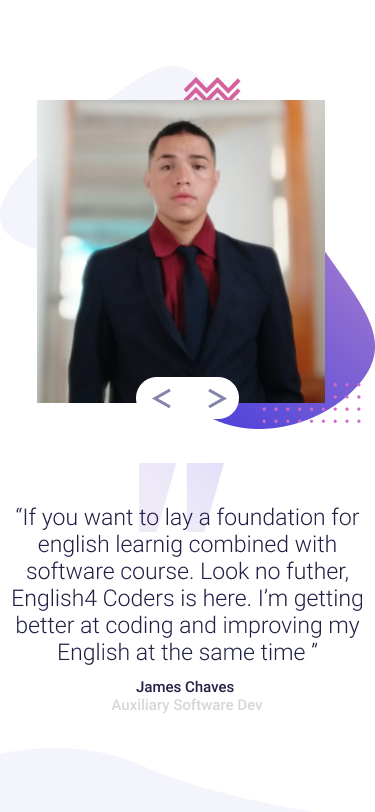 “If you want to lay a foundation for
english learnig combined with
software course. Look no futher,
English4 Coders is here. I’m getting
better at coding and improving my
English at the same time ”
James Chaves
Auxiliary Software Dev